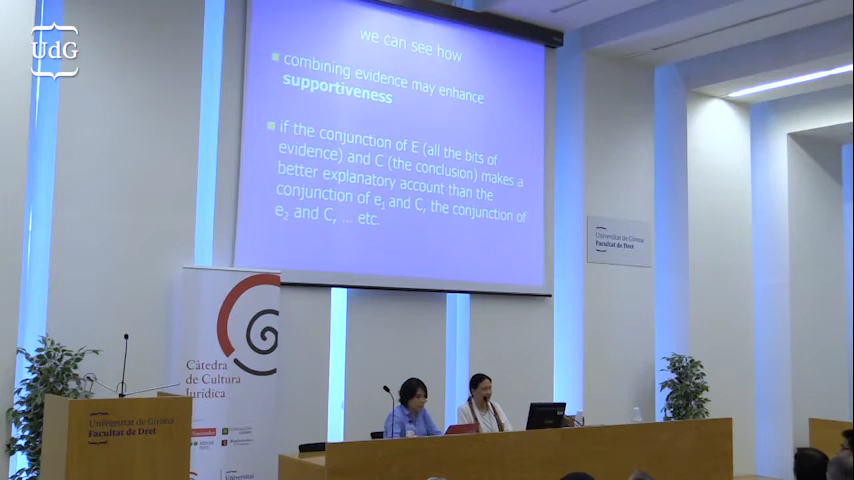 UdG
we can see how
combining evidence may enhance
supportiveness
if the conjunction of E (all the bits of
evidence) and C (the conclusion) makes a
better explanatory account than the
conjunction of e1 and C, the conjunction of
e2 and C, ... etc.
Universitat de Girona
Facultat de Dret
Càtedra
de Cultura
Jurídica
Universitat de Girona
Facultat de Dret